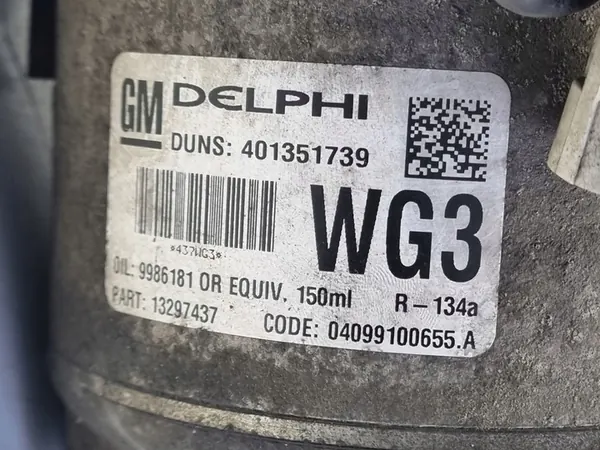 GM DELPHI
DUNS: 401351739
*437WG3*
WG3
OIL: 9986181 OR EQUIV. 150ml R-134a
PART: 13297437
CODE: 04099100655.A